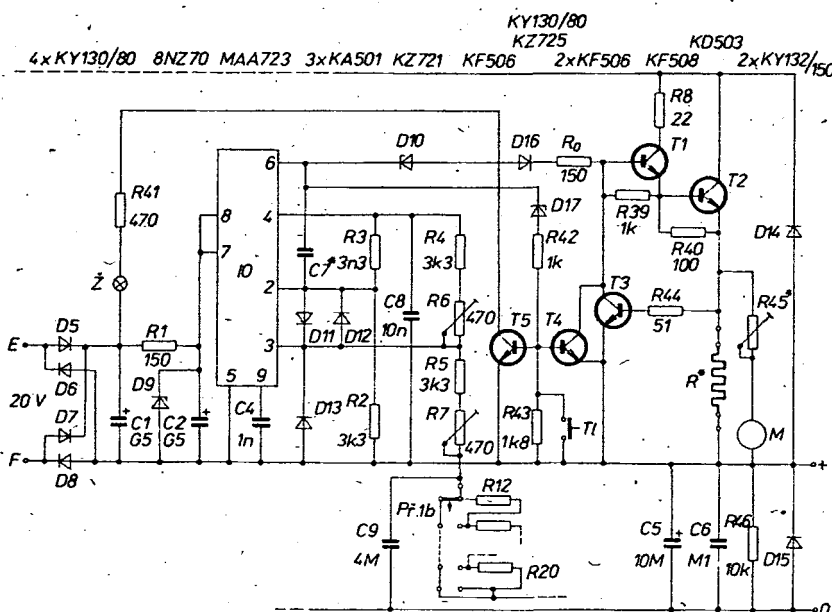 KY130/80
KZ725
KD503
4xKY130/80 8NZ70 MAA723 3xKA501 KZ721 KF506 2xKF506 KF508 2xKY132/150
R8
22
D10
D16
Ro
150
T1
T2
6
R41
470
D17
R39
1k
D14
8
4
R3
3n3
R4
3k3
R42
1k
R40
100
7
IO
C7*
T3
Ž
2
C8
10n
R6
470
T5
T4
R44
51
R45*
D5
R1
150
D11
D12
E
3
R*
D6
D9
R5
3k3
20 V
5
9
D13
R2
3k3
R7
470
R43
1k8
Tl
M
D7
C1
G5
C2
G5
C4
1n
F
+
D8
Př.1b
R12
C9
4M
C5
10M
C6
M1
R46
10k
D15
R20
0